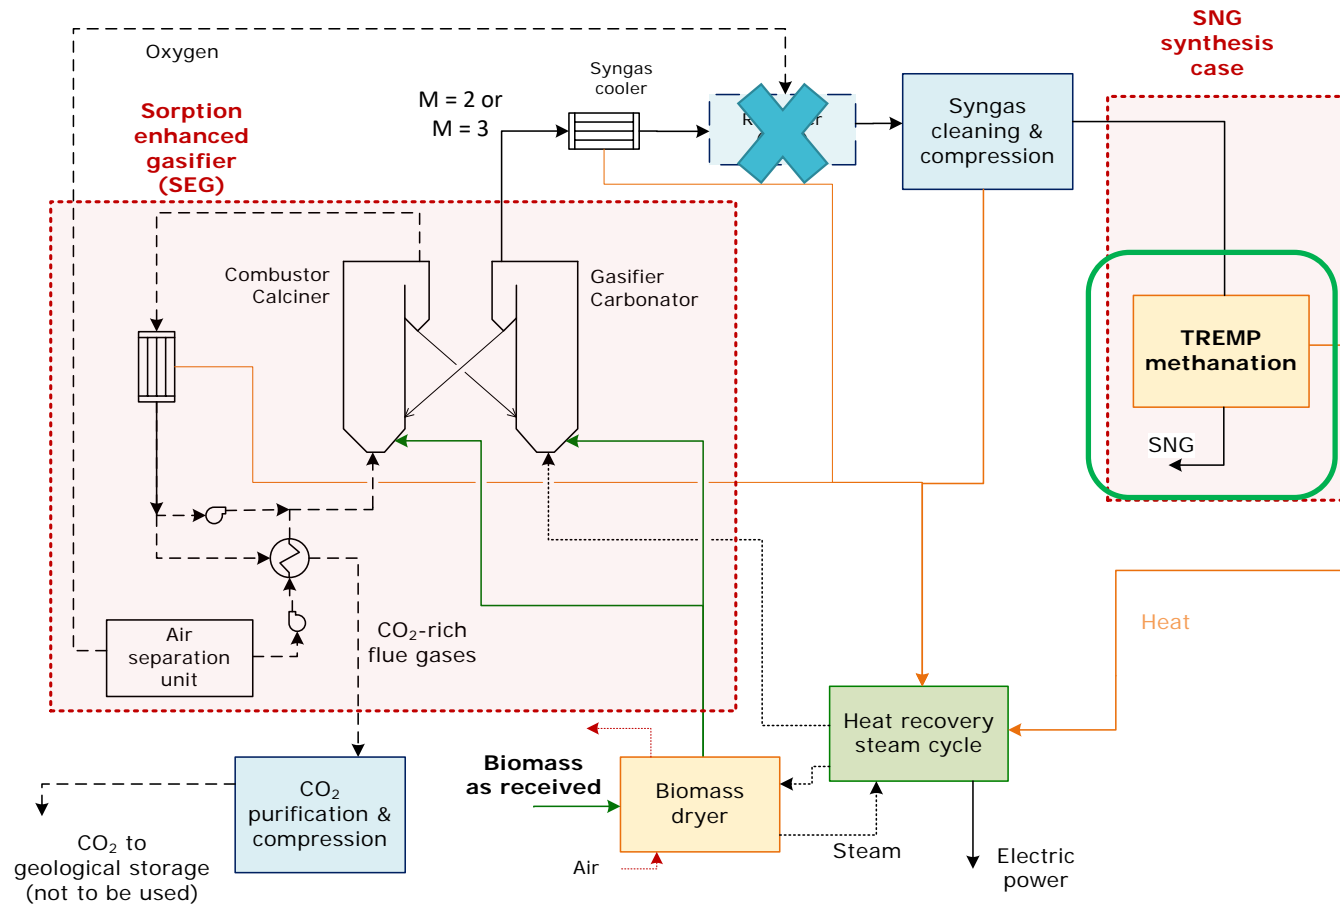 Oxygen
Sorption
enhanced
gasifier
(SEG)
M = 2 or
M = 3
Syngas
cooler
Syngas
cleaning &
compression
SNG
synthesis
case
Combustor
Calciner
Gasifier
Carbonator
TREMP
methanation
SNG
Air
separation
unit
CO₂-rich
flue gases
Heat
Heat recovery
steam cycle
Biomass
as received
Biomass
dryer
Air
Steam
Electric
power
CO₂
purification &
compression
CO₂ to
geological storage
(not to be used)